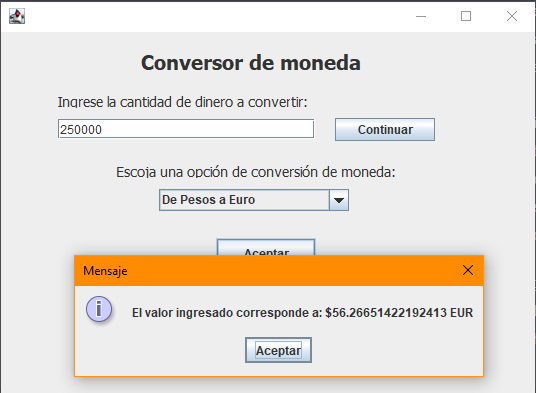 Conversor de moneda
Ingrese la cantidad de dinero a convertir:
250000
Continuar
Escoja una opción de conversión de moneda:
De Pesos a Euro
Aceptar
Mensaje
El valor ingresado corresponde a: $56.26651422192413 EUR
Aceptar